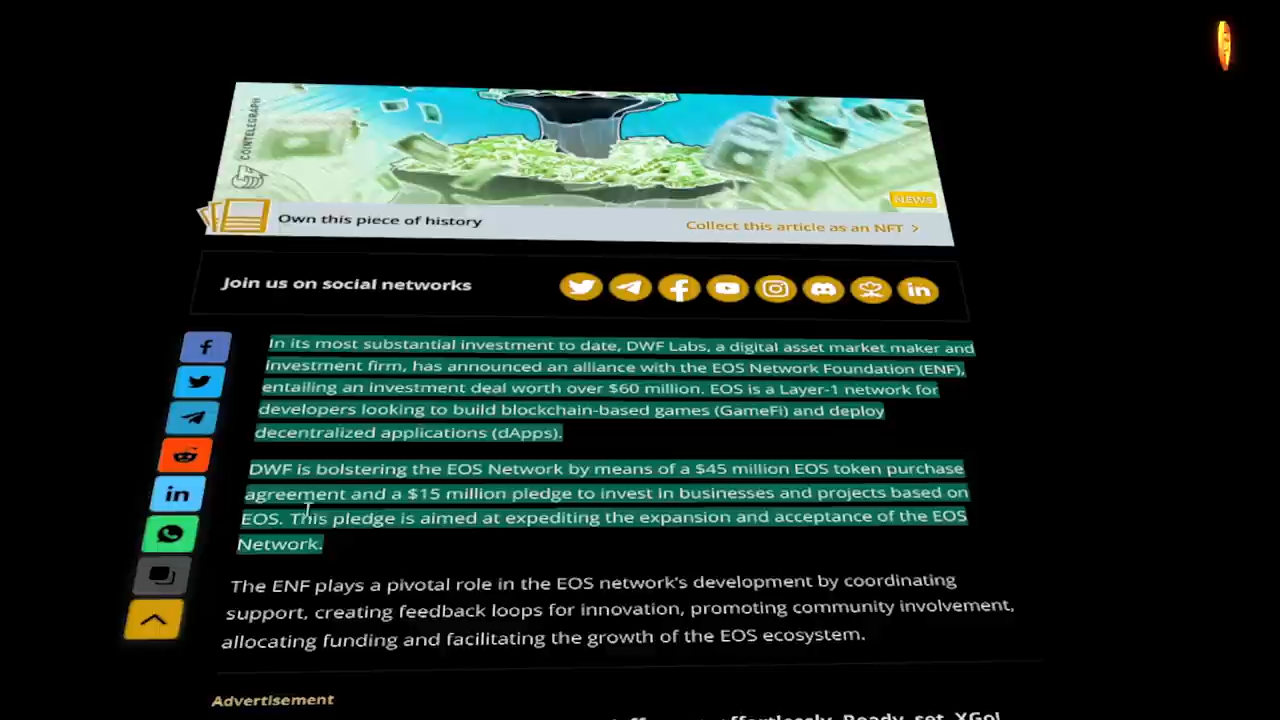 COINTELEGRAPH
NEWS
Own this piece of history
Collect this article as an NFT >
Join us on social networks
In its most substantial investment to date, DWF Labs, a digital asset market maker and
investment firm, has announced an alliance with the EOS Network Foundation (ENF),
entailing an investment deal worth over $60 million. EOS is a Layer-1 network for
developers looking to build blockchain-based games (GameFi) and deploy
decentralized applications (dApps).
DWF is bolstering the EOS Network by means of a $45 million EOS token purchase
agreement and a $15 million pledge to invest in businesses and projects based on
EOS. This pledge is aimed at expediting the expansion and acceptance of the EOS
Network.
The ENF plays a pivotal role in the EOS network's development by coordinating
support, creating feedback loops for innovation, promoting community involvement,
allocating funding and facilitating the growth of the EOS ecosystem.
Advertisement
effortlessly. Ready, set, XGo!